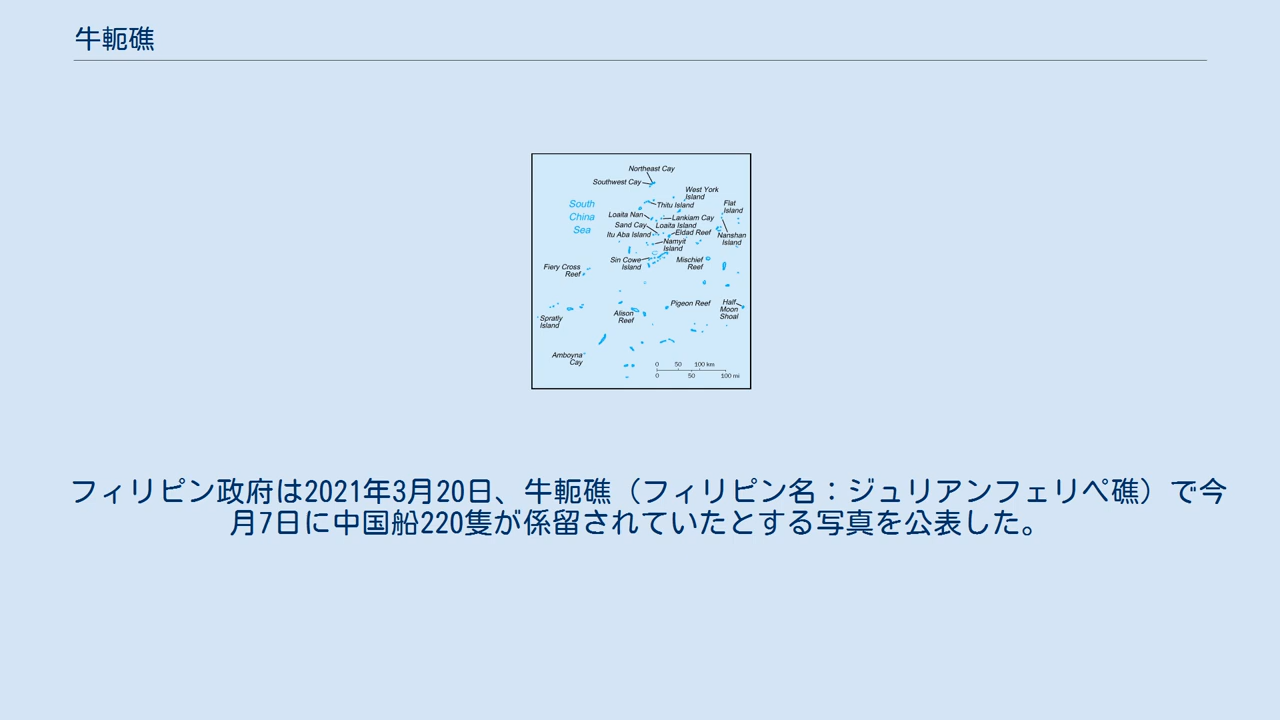 牛軛礁
Northeast Cay
Southwest Cay
West York
Island
Thitu Island
Flat
Island
South
China
Sea
Loaita Nan
Lankiam Cay
Sand Cay
Loaita Island
Itu Aba Island
Eldad Reef
Nanshan
Island
Namyit
Island
Sin Cowe
Island
Mischief
Reef
Fiery Cross
Reef
Pigeon Reef
Half
Moon
Shoal
Alison
Reef
Spratly
Island
Amboyna
Cay
0 50 100 km
0 50 100 mi
フィリピン政府は2021年3月20日、牛軛礁（フィリピン名：ジュリアンフェリペ礁）で今
月7日に中国船220隻が係留されていたとする写真を公表した。